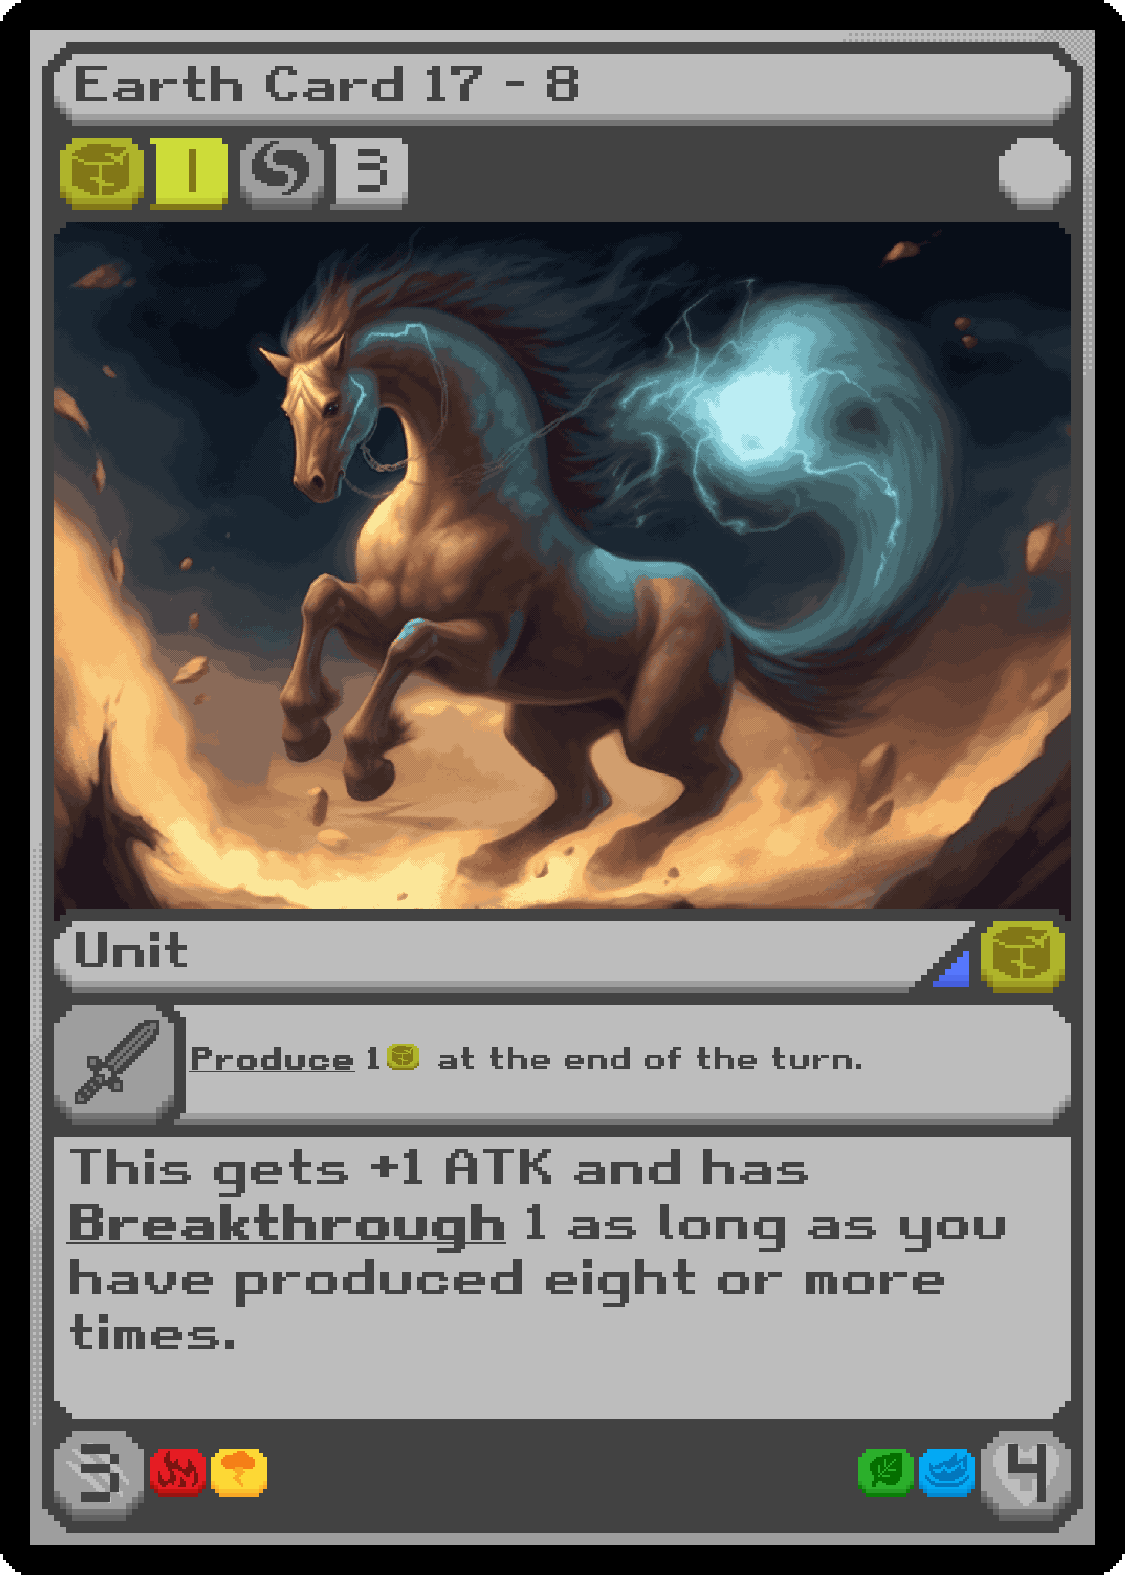 Earth Card 17 - 8
1 3
Unit
Produce 1 at the end of the turn.
This gets +1 ATK and has
Breakthrough 1 as long as you
have produced eight or more
times.
3 4